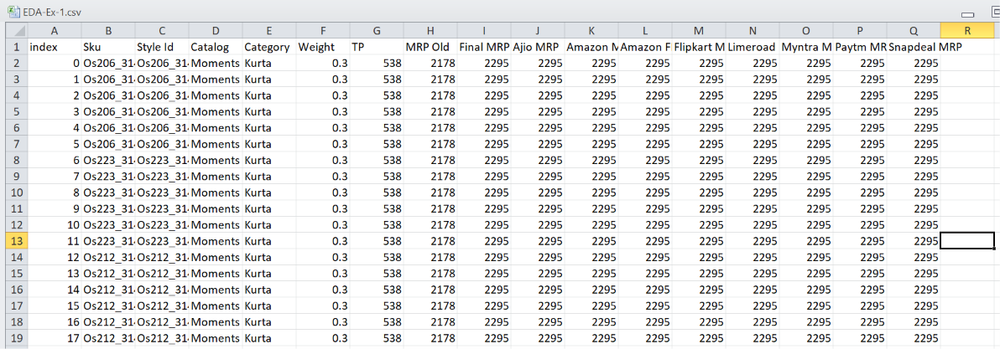 EDA-Ex-1.csv
A B C D E F G H I J K L M N O P Q R
1 index Sku Style Id Catalog Category Weight TP MRP Old Final MRP Ajio MRP Amazon M Amazon F Flipkart M Limeroad Myntra M Paytm MR Snapdeal MRP
2 0 Os206_31 Os206_31 Moments Kurta 0.3 538 2178 2295 2295 2295 2295 2295 2295 2295 2295 2295
3 1 Os206_31 Os206_31 Moments Kurta 0.3 538 2178 2295 2295 2295 2295 2295 2295 2295 2295 2295
4 2 Os206_31 Os206_31 Moments Kurta 0.3 538 2178 2295 2295 2295 2295 2295 2295 2295 2295 2295
5 3 Os206_31 Os206_31 Moments Kurta 0.3 538 2178 2295 2295 2295 2295 2295 2295 2295 2295 2295
6 4 Os206_31 Os206_31 Moments Kurta 0.3 538 2178 2295 2295 2295 2295 2295 2295 2295 2295 2295
7 5 Os206_31 Os206_31 Moments Kurta 0.3 538 2178 2295 2295 2295 2295 2295 2295 2295 2295 2295
8 6 Os223_31 Os223_31 Moments Kurta 0.3 538 2178 2295 2295 2295 2295 2295 2295 2295 2295 2295
9 7 Os223_31 Os223_31 Moments Kurta 0.3 538 2178 2295 2295 2295 2295 2295 2295 2295 2295 2295
10 8 Os223_31 Os223_31 Moments Kurta 0.3 538 2178 2295 2295 2295 2295 2295 2295 2295 2295 2295
11 9 Os223_31 Os223_31 Moments Kurta 0.3 538 2178 2295 2295 2295 2295 2295 2295 2295 2295 2295
12 10 Os223_31 Os223_31 Moments Kurta 0.3 538 2178 2295 2295 2295 2295 2295 2295 2295 2295 2295
13 11 Os223_31 Os223_31 Moments Kurta 0.3 538 2178 2295 2295 2295 2295 2295 2295 2295 2295 2295
14 12 Os212_31 Os212_31 Moments Kurta 0.3 538 2178 2295 2295 2295 2295 2295 2295 2295 2295 2295
15 13 Os212_31 Os212_31 Moments Kurta 0.3 538 2178 2295 2295 2295 2295 2295 2295 2295 2295 2295
16 14 Os212_31 Os212_31 Moments Kurta 0.3 538 2178 2295 2295 2295 2295 2295 2295 2295 2295 2295
17 15 Os212_31 Os212_31 Moments Kurta 0.3 538 2178 2295 2295 2295 2295 2295 2295 2295 2295 2295
18 16 Os212_31 Os212_31 Moments Kurta 0.3 538 2178 2295 2295 2295 2295 2295 2295 2295 2295 2295
19 17 Os212_31 Os212_31 Moments Kurta 0.3 538 2178 2295 2295 2295 2295 2295 2295 2295 2295 2295